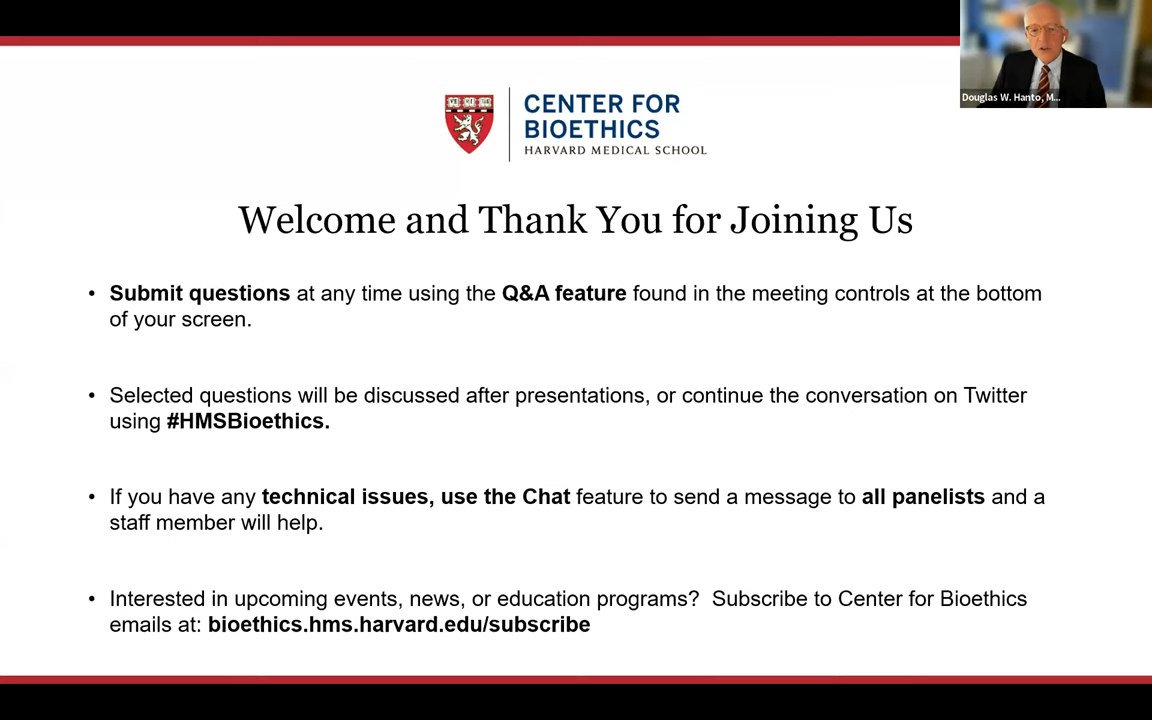 Douglas W. Hanto, M...
CENTER FOR
BIOETHICS
HARVARD MEDICAL SCHOOL
Welcome and Thank You for Joining Us
• Submit questions at any time using the Q&A feature found in the meeting controls at the bottom
of your screen.
• Selected questions will be discussed after presentations, or continue the conversation on Twitter
using #HMSBioethics.
• If you have any technical issues, use the Chat feature to send a message to all panelists and a
staff member will help.
• Interested in upcoming events, news, or education programs?  Subscribe to Center for Bioethics
emails at: bioethics.hms.harvard.edu/subscribe